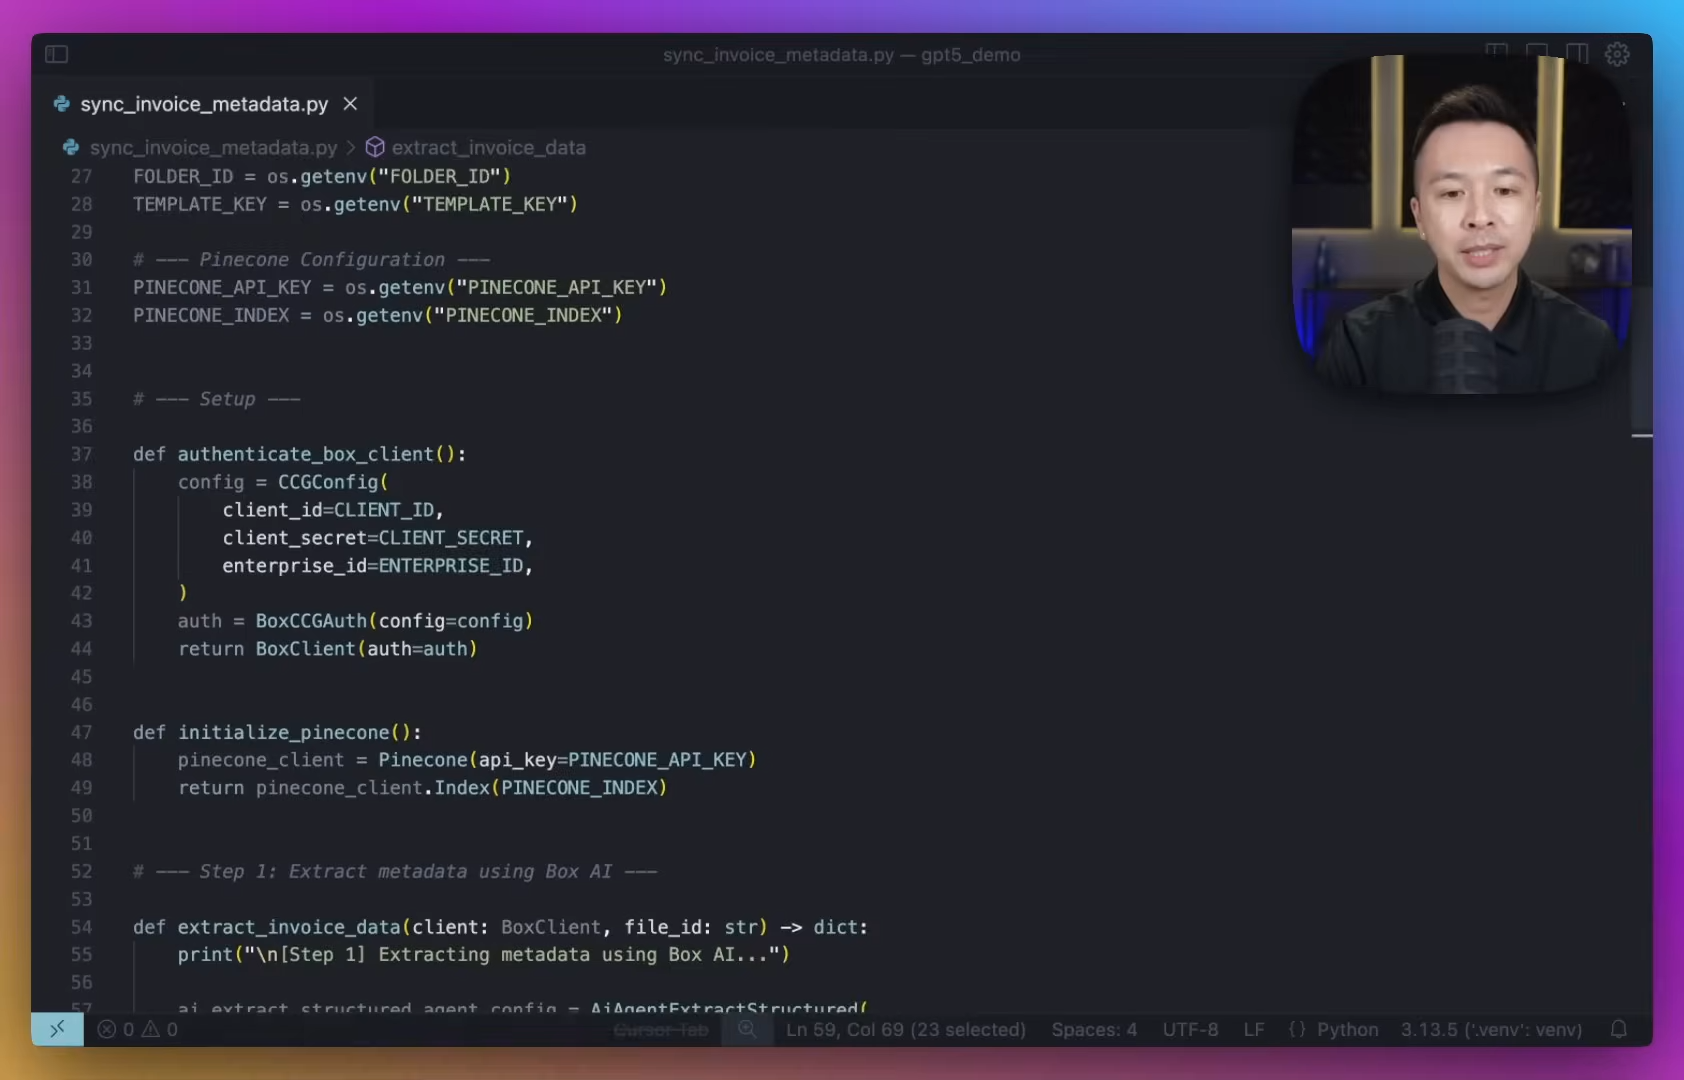 sync_invoice_metadata.py — gpt5_demo
sync_invoice_metadata.py
sync_invoice_metadata.py > extract_invoice_data
27 FOLDER_ID = os.getenv("FOLDER_ID")
28 TEMPLATE_KEY = os.getenv("TEMPLATE_KEY")
29
30 # --- Pinecone Configuration ---
31 PINECONE_API_KEY = os.getenv("PINECONE_API_KEY")
32 PINECONE_INDEX = os.getenv("PINECONE_INDEX")
33
34
35 # --- Setup ---
36
37 def authenticate_box_client():
38 config = CCGConfig(
39 client_id=CLIENT_ID,
40 client_secret=CLIENT_SECRET,
41 enterprise_id=ENTERPRISE_ID,
42 )
43 auth = BoxCCGAuth(config=config)
44 return BoxClient(auth=auth)
45
46
47 def initialize_pinecone():
48 pinecone_client = Pinecone(api_key=PINECONE_API_KEY)
49 return pinecone_client.Index(PINECONE_INDEX)
50
51
52 # --- Step 1: Extract metadata using Box AI ---
53
54 def extract_invoice_data(client: BoxClient, file_id: str) -> dict:
55 print("\n[Step 1] Extracting metadata using Box AI...")
56
57 ai_extract_structured_agent_config = AiAgentExtractStructured(
0 0 Cursor Tab Ln 59, Col 69 (23 selected) Spaces: 4 UTF-8 LF {} Python 3.13.5 ('.venv': venv)